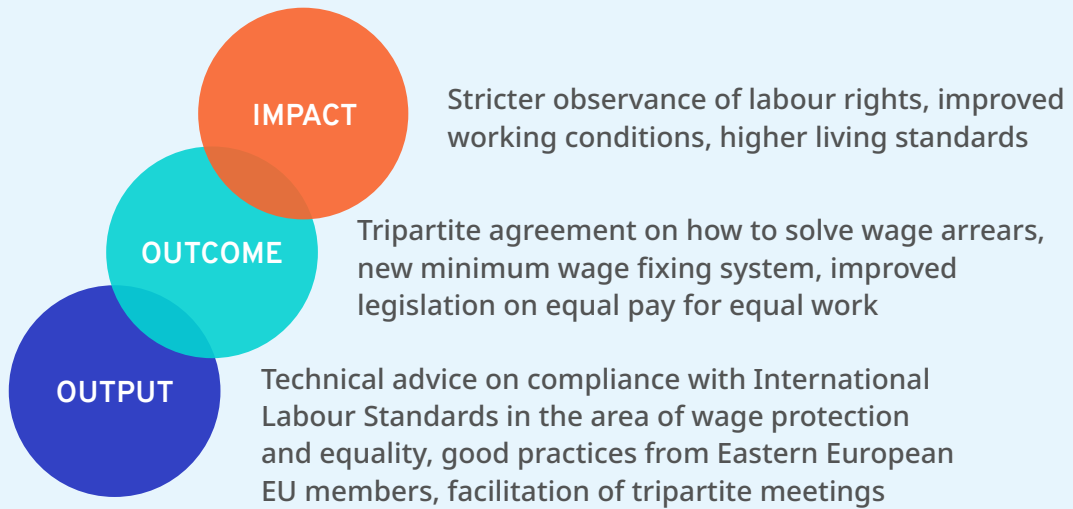 IMPACT
Stricter observance of labour rights, improved
working conditions, higher living standards
OUTCOME
Tripartite agreement on how to solve wage arrears,
new minimum wage fixing system, improved
legislation on equal pay for equal work
OUTPUT
Technical advice on compliance with International
Labour Standards in the area of wage protection
and equality, good practices from Eastern European
EU members, facilitation of tripartite meetings